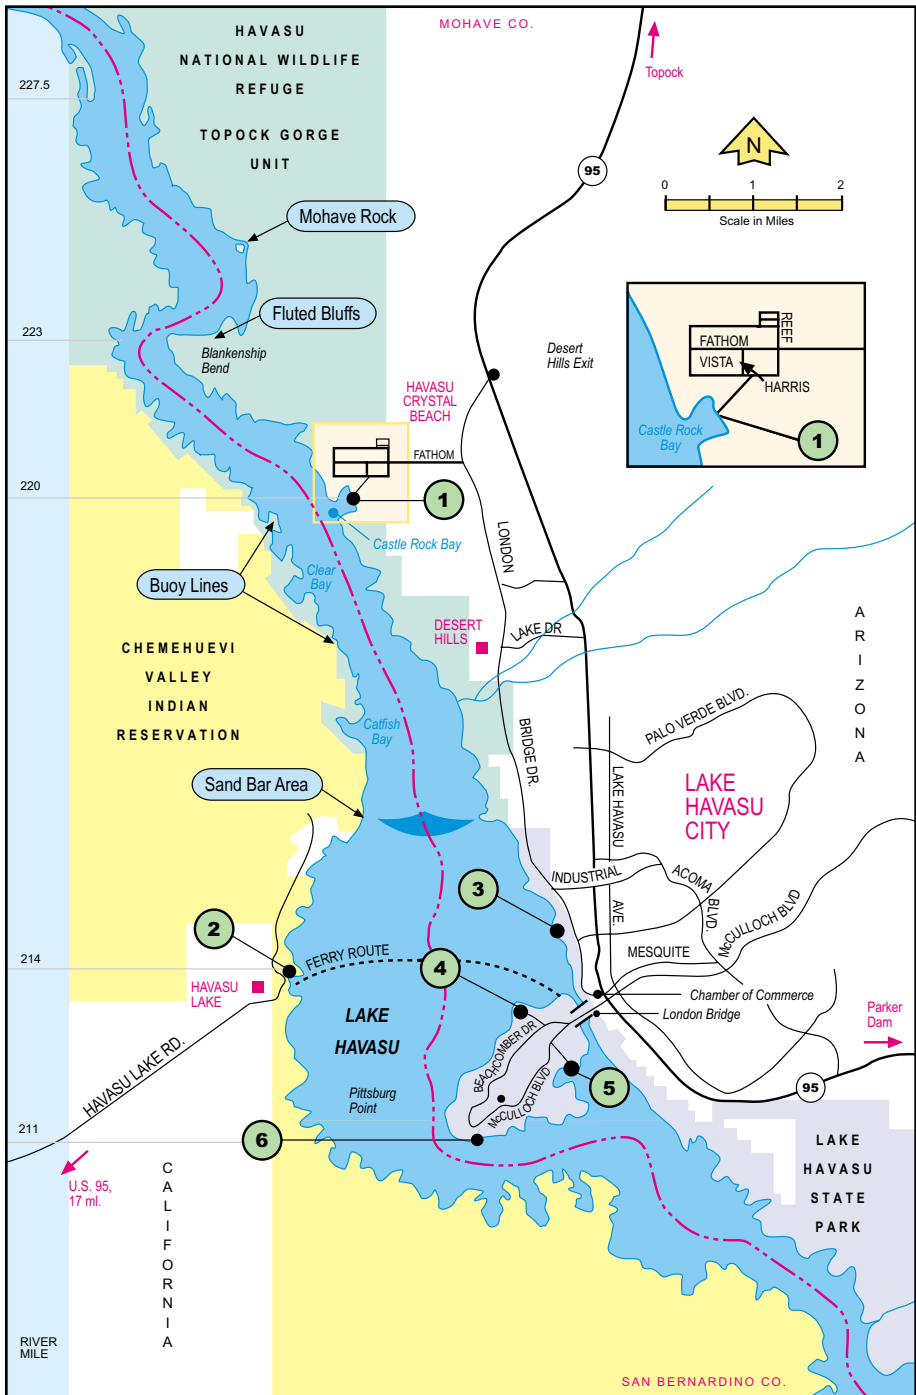 MOHAVE CO.
HAVASU
NATIONAL WILDLIFE
REFUGE
TOPOCK GORGE
UNIT
Topock
227.5
95
N
0 1 2
Scale in Miles
Mohave Rock
Fluted Bluffs
223
Blankenship
Bend
Desert
Hills Exit
REEF
FATHOM
VISTA
HARRIS
Castle Rock
Bay
1
HAVASU
CRYSTAL
BEACH
FATHOM
220
1
Castle Rock Bay
LONDON
Clear
Bay
Buoy Lines
CHEMEHUEVI
VALLEY
INDIAN
RESERVATION
DESERT
HILLS
LAKE DR
ARIZONA
Catfish
Bay
BRIDGE DR.
PALO VERDE BLVD.
LAKE HAVASU
AVE.
LAKE
HAVASU
CITY
Sand Bar Area
INDUSTRIAL
ACOMA
BLVD.
McCULLOCH BLVD
3
2
FERRY ROUTE
4
MESQUITE
214
HAVASU
LAKE
Chamber of Commerce
London Bridge
Parker
Dam
LAKE
HAVASU
BEACHCOMBER DR
McCULLOCH BLVD
5
95
HAVASU LAKE RD.
Pittsburg
Point
6
211
LAKE
HAVASU
STATE
PARK
U.S. 95,
17 ml.
CALIFORNIA
RIVER
MILE
SAN BERNARDINO CO.